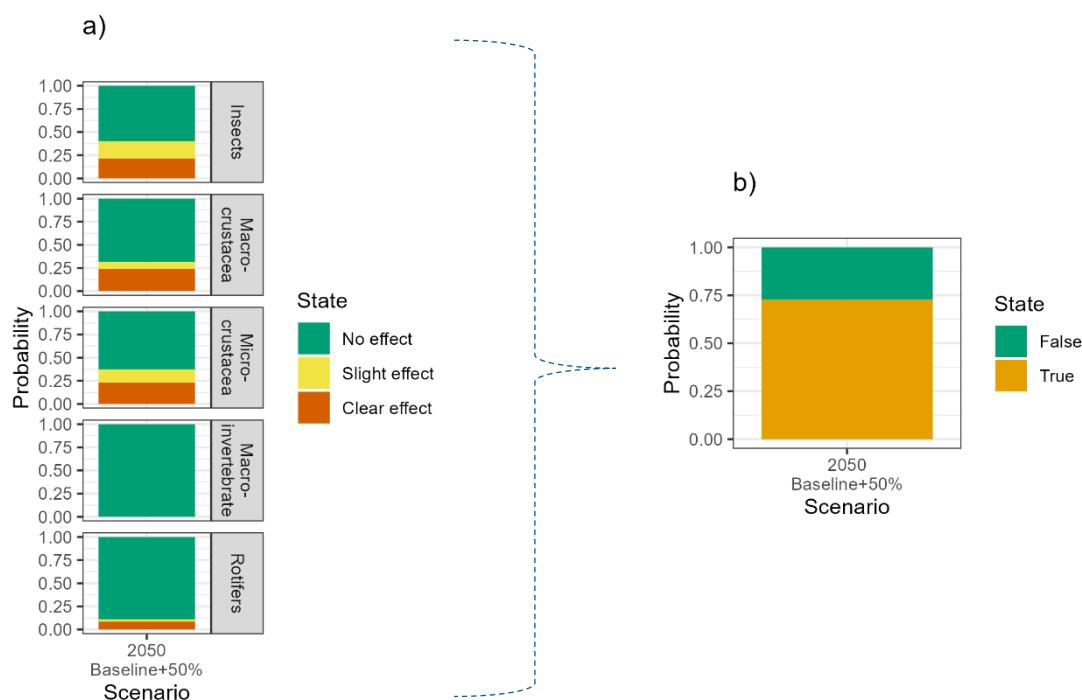 a)
Probability
1.00
0.75
0.50
0.25
0.00
Insects
1.00
0.75
0.50
0.25
0.00
Macro-
crustacea
1.00
0.75
0.50
0.25
0.00
Micro-
crustacea
1.00
0.75
0.50
0.25
0.00
Macro-
invertebrate
1.00
0.75
0.50
0.25
0.00
Rotifers
2050
Baseline+50%
Scenario
State
No effect
Slight effect
Clear effect
b)
Probability
1.00
0.75
0.50
0.25
0.00
2050
Baseline+50%
Scenario
State
False
True